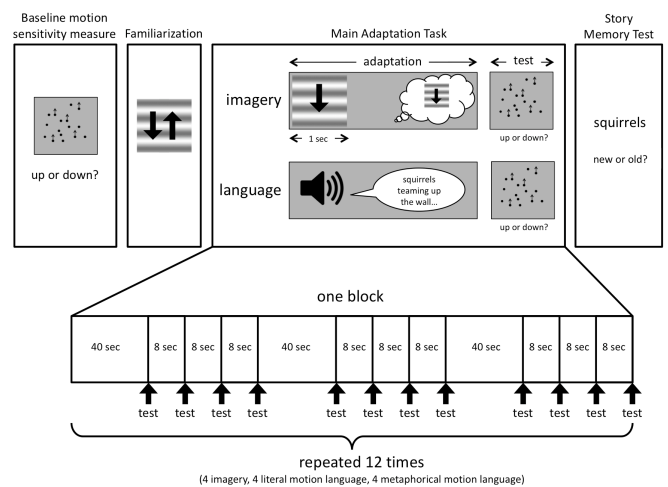 Baseline motion
sensitivity measure
Familiarization
Main Adaptation Task
Story
Memory Test
up or down?
adaptation
test
imagery
1 sec
up or down?
language
squirrels
teaming up
the wall...
up or down?
squirrels
new or old?
one block
40 sec 8 sec 8 sec 8 sec 40 sec 8 sec 8 sec 8 sec 40 sec 8 sec 8 sec 8 sec
test test test test test test test test test test test test
repeated 12 times
(4 imagery, 4 literal motion language, 4 metaphorical motion language)